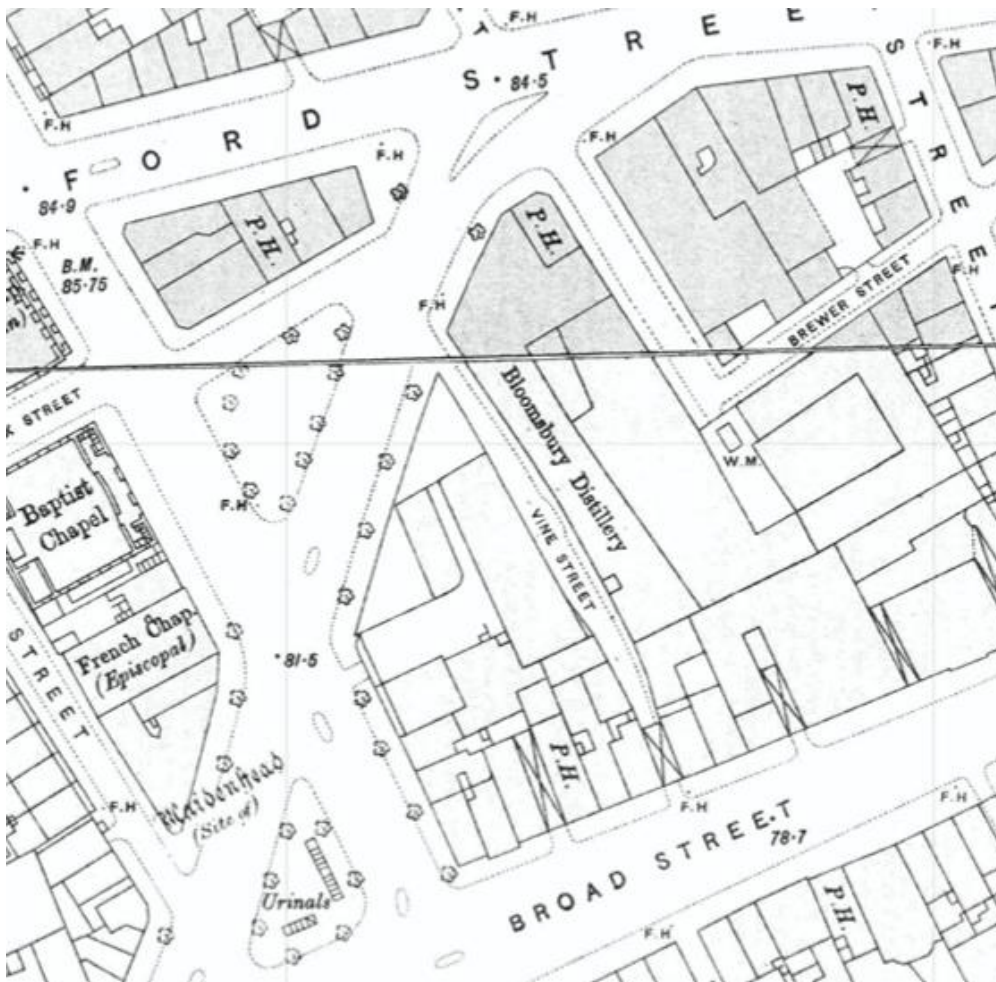 F.H
F.H
S T R E E
84·5
F.H
F O R D
F.H
F.H
F.H
P.H.
STREE
84·9
F.H
B.M.
85·75
P.H.
P.H.
F.H
BREWER STREET
F.H
STREET
Baptist
Chapel
F.H
Bloomsbury Distillery
W.M.
VINE STREET
French Chap.
(Episcopal)
STREET
81·5
Maidenhead
(Site of)
F.H
P.H.
F.H
F.H
BROAD STREET
78·7
Urinals
P.H.
F.H